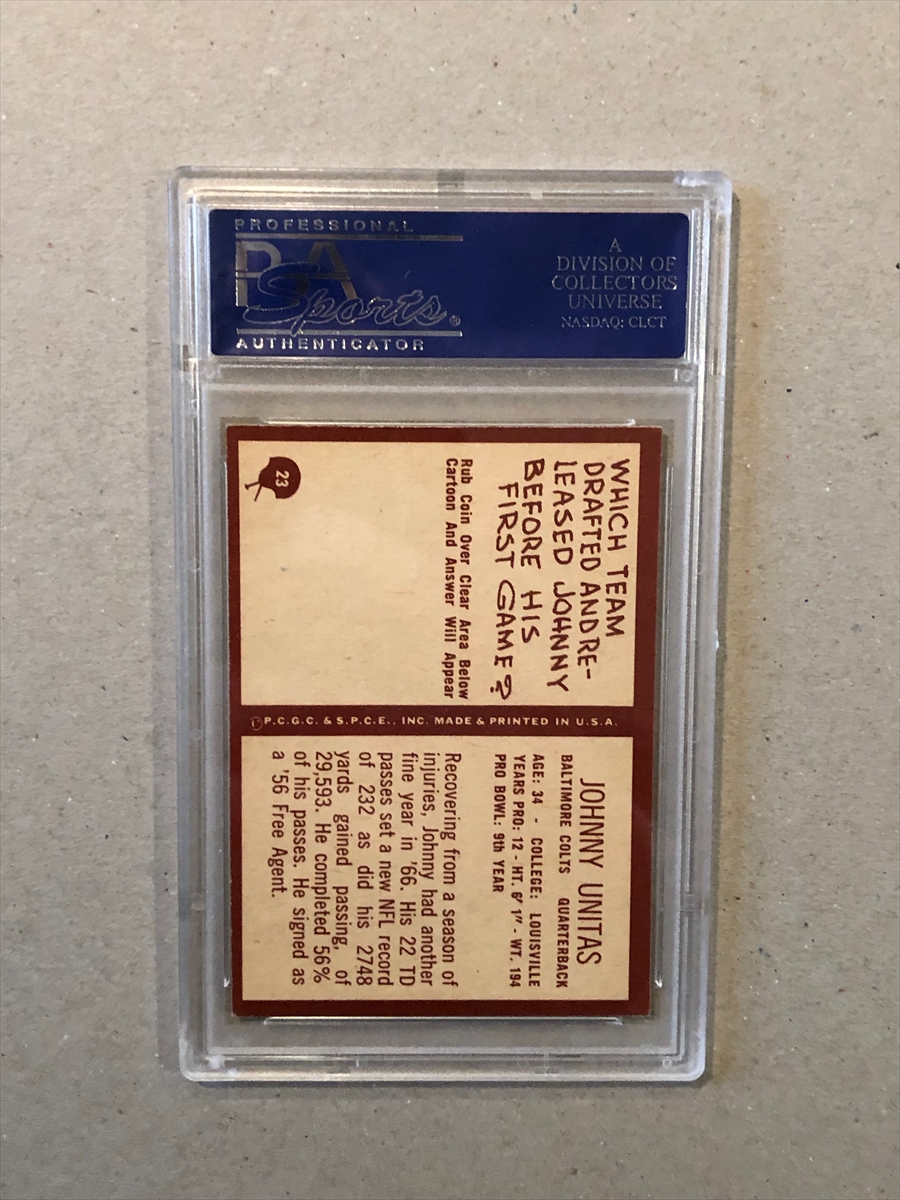 PROFESSIONAL
PSA
Sports®
AUTHENTICATOR
A
DIVISION OF
COLLECTORS
UNIVERSE
NASDAQ: CLCT
WHICH TEAM
DRAFTED AND RE-
LEASED JOHNNY
BEFORE HIS
FIRST GAME?
Rub Coin Over Clear Area Below
Cartoon And Answer Will Appear
23
©P.C.G.C. & S.P.C.E., INC. MADE & PRINTED IN U.S.A.
JOHNNY UNITAS
BALTIMORE COLTS QUARTERBACK
AGE: 34 - COLLEGE: LOUISVILLE
YEARS PRO: 12 - HT. 6' 1" - WT. 194
PRO BOWL: 9th YEAR
Recovering from a season of
injuries, Johnny had another
fine year in '66. His 22 TD
passes set a new NFL record
of 232 as did his 2748
yards gained passing, of
29,593. He completed 56%
of his passes. He signed as
a '56 Free Agent.